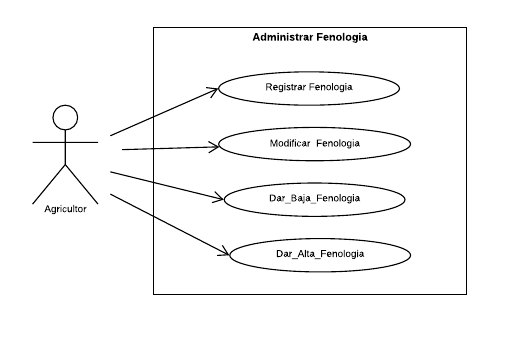 Administrar Fenologia
Registrar Fenologia
Modificar Fenologia
Dar_Baja_Fenologia
Dar_Alta_Fenologia
Agricultor